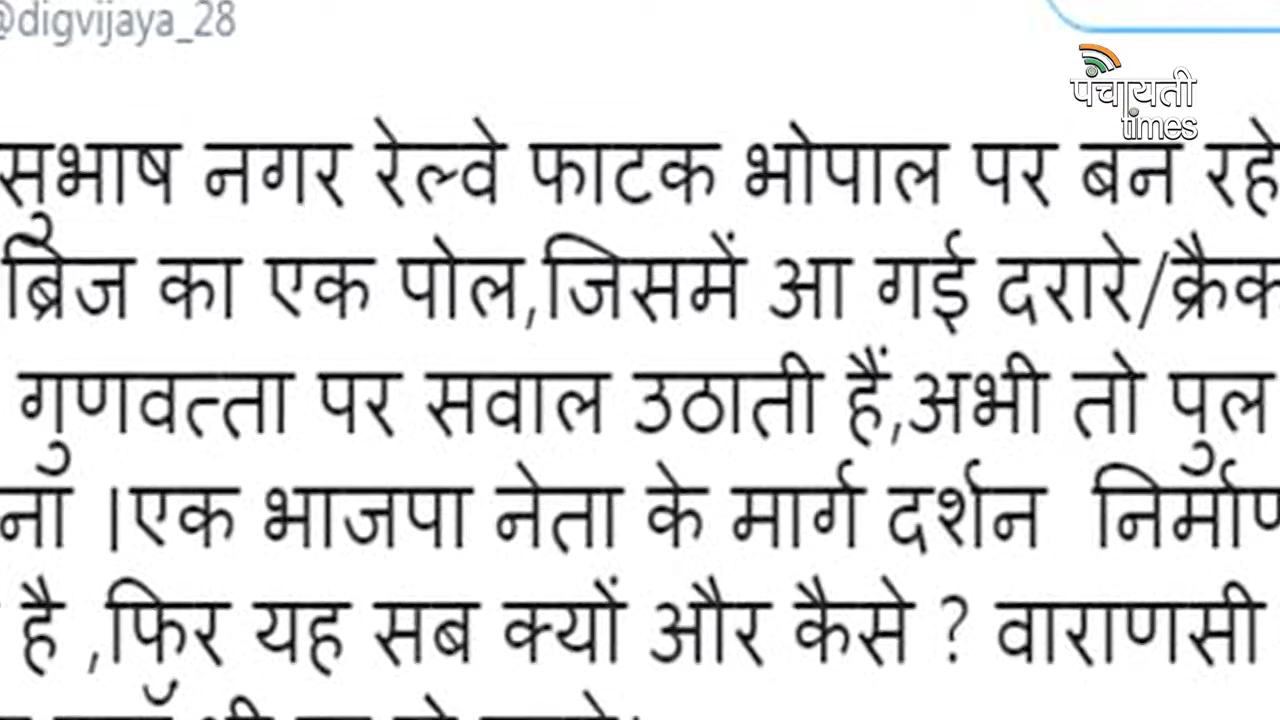 @digvijaya_28
पंचायती
times
सुभाष नगर रेल्वे फाटक भोपाल पर बन रहे
ब्रिज का एक पोल,जिसमें आ गई दरारे/क्रैक
गुणवत्ता पर सवाल उठाती हैं,अभी तो पुल
ना ।एक भाजपा नेता के मार्ग दर्शन निर्माण
है ,फिर यह सब क्यों और कैसे ? वाराणसी